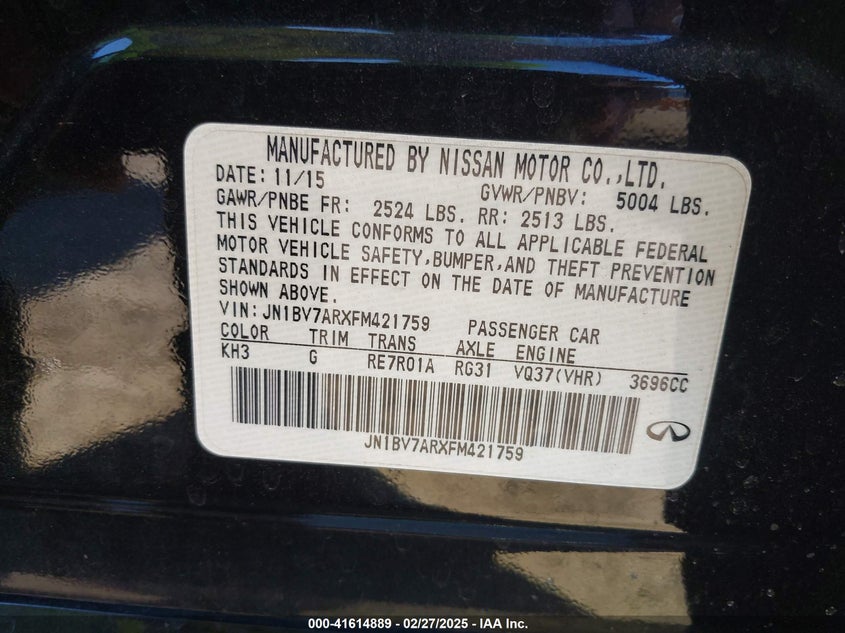 MANUFACTURED BY NISSAN MOTOR CO.,LTD.
DATE: 11/15 GVWR/PNBV: 5004 LBS.
GAWR/PNBE FR: 2524 LBS. RR: 2513 LBS.
THIS VEHICLE CONFORMS TO ALL APPLICABLE FEDERAL
MOTOR VEHICLE SAFETY,BUMPER,AND THEFT PREVENTION
STANDARDS IN EFFECT ON THE DATE OF MANUFACTURE
SHOWN ABOVE.
VIN: JN1BV7ARXFM421759 PASSENGER CAR
COLOR TRIM TRANS AXLE ENGINE
KH3 G RE7R01A RG31 VQ37(VHR) 3696CC
JN1BV7ARXFM421759
000-41614889 - 02/27/2025 - IAA Inc.